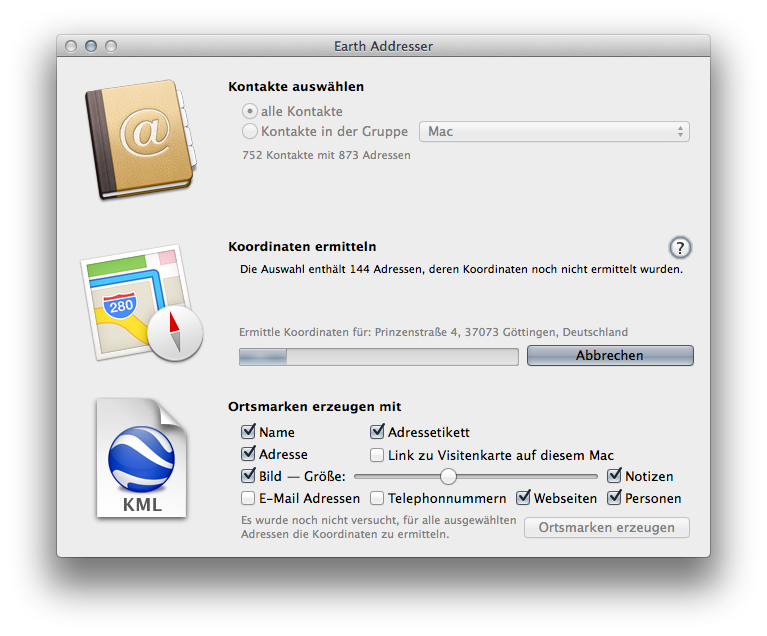 Earth Addresser
Kontakte auswählen
alle Kontakte
Kontakte in der Gruppe
Mac
752 Kontakte mit 873 Adressen
@
Koordinaten ermitteln
?
Die Auswahl enthält 144 Adressen, deren Koordinaten noch nicht ermittelt wurden.
280
Ermittle Koordinaten für: Prinzenstraße 4, 37073 Göttingen, Deutschland
Abbrechen
Ortsmarken erzeugen mit
Name
Adressetikett
Adresse
Link zu Visitenkarte auf diesem Mac
Bild — Größe:
Notizen
E-Mail Adressen
Telephonnummern
Webseiten
Personen
KML
Es wurde noch nicht versucht, für alle ausgewählten
Adressen die Koordinaten zu ermitteln.
Ortsmarken erzeugen